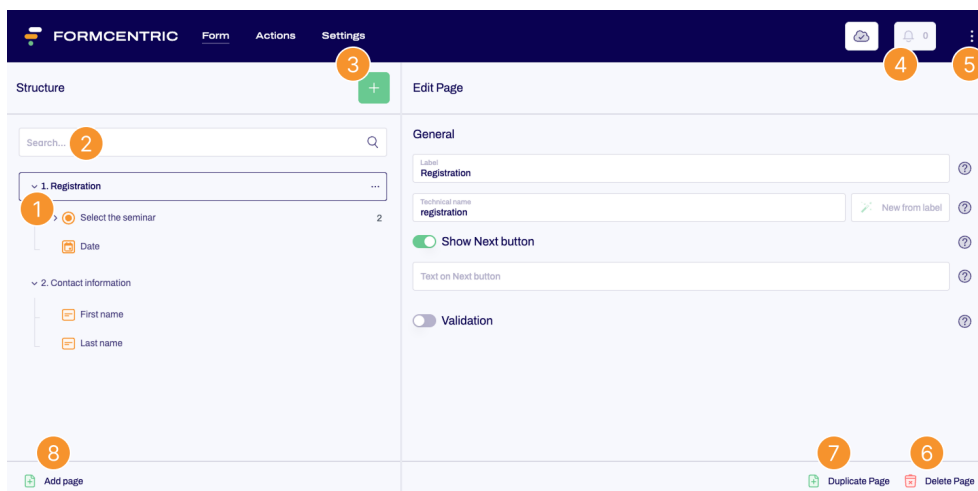 FORMCENTRIC Form Actions Settings 0
3 4 5
Structure + Edit Page
General
Search... 2
Label
Registration
1. Registration ...
Technical name
registration New from label
1 Select the seminar 2
Show Next button
Date
Text on Next button
2. Contact information
First name
Validation
Last name
8 7 6
Add page Duplicate Page Delete Page